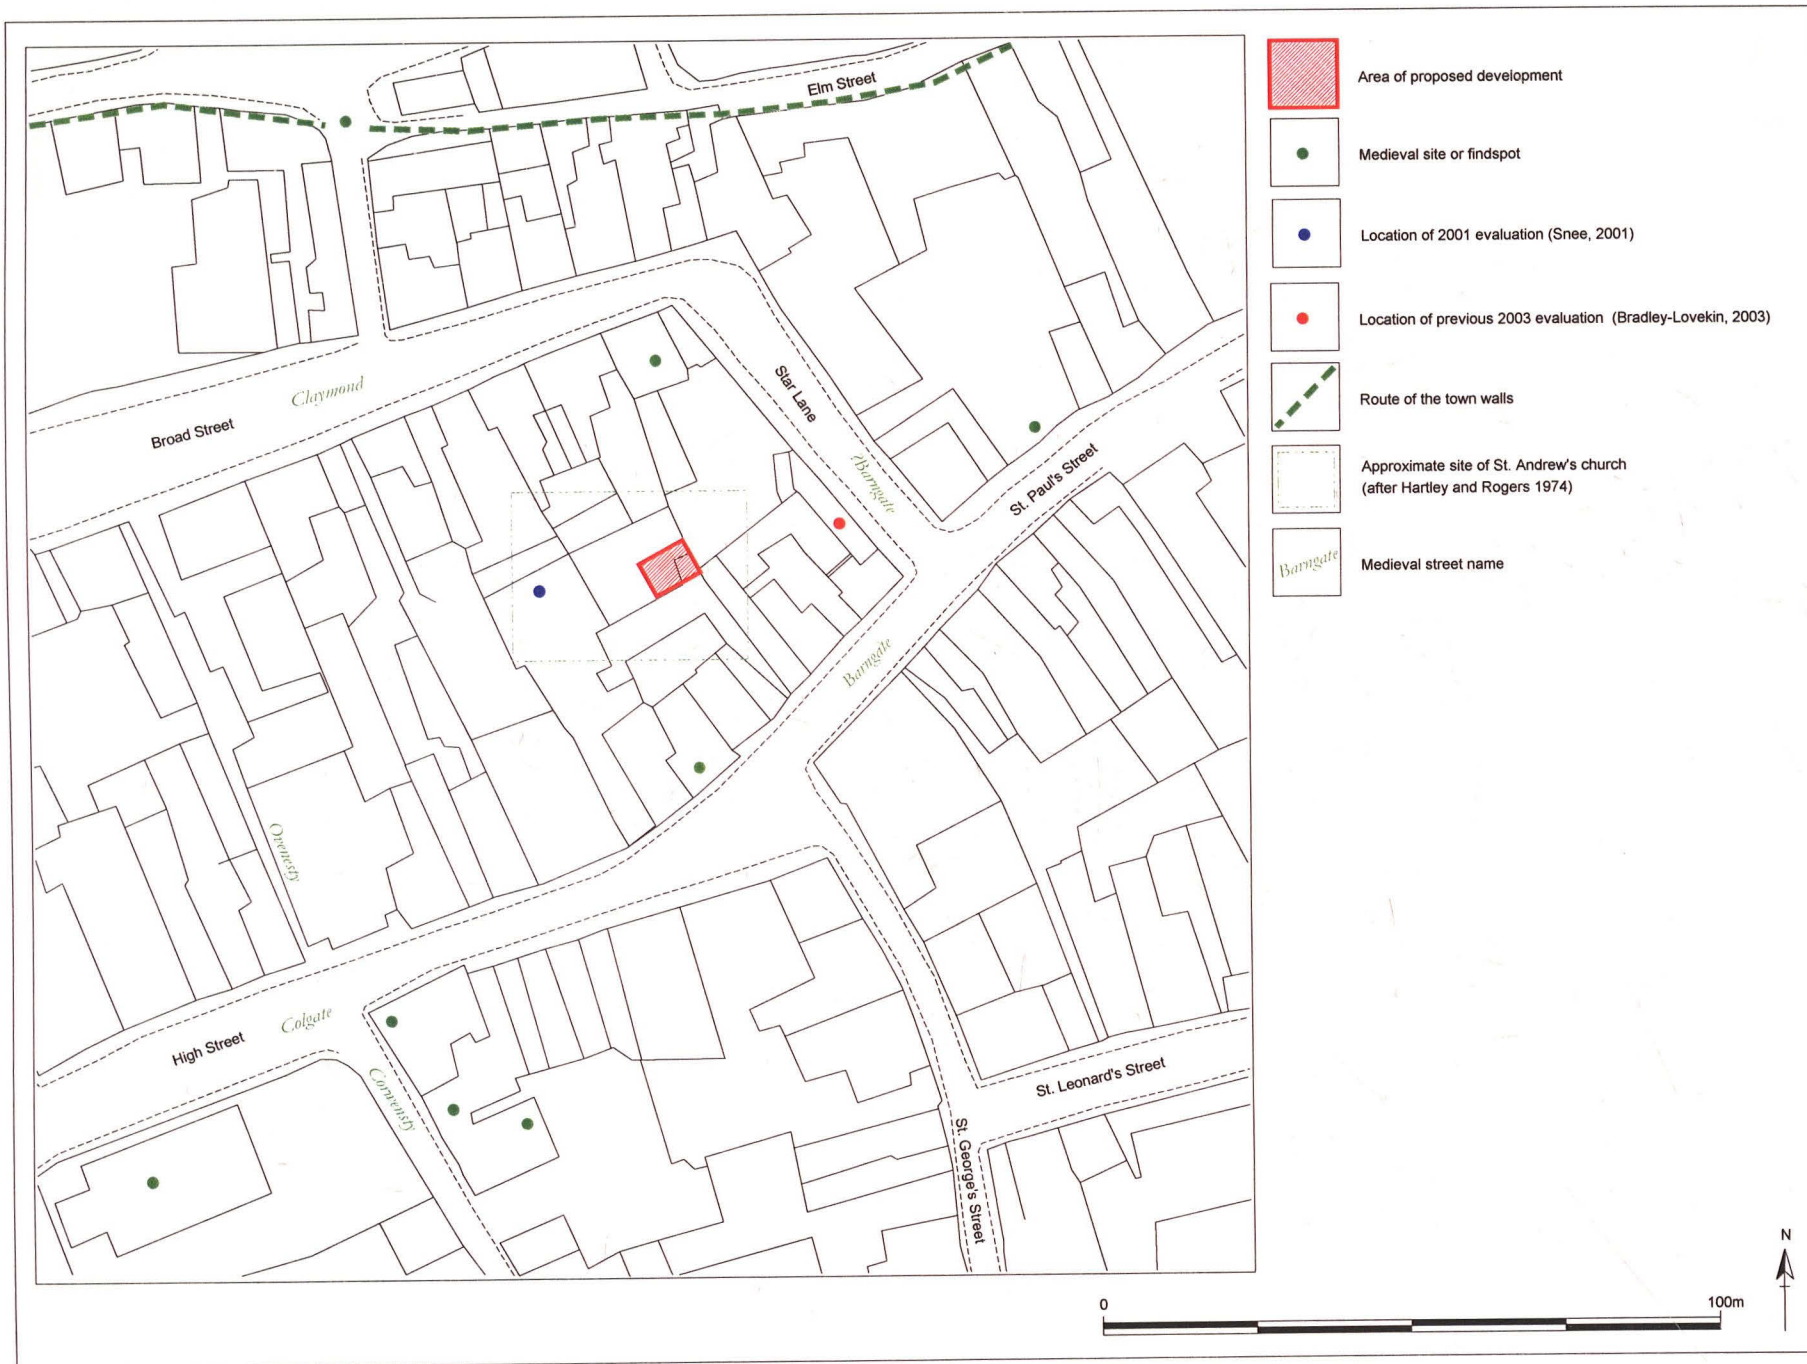 Elm Street
Claymond
Broad Street
Star Lane
?Barngate
St. Paul's Street
Barngate
Ovenesty
High Street
Colgate
Corwensty
St. Leonard's Street
St. George's Street
Area of proposed development
Medieval site or findspot
Location of 2001 evaluation (Snee, 2001)
Location of previous 2003 evaluation (Bradley-Lovekin, 2003)
Route of the town walls
Approximate site of St. Andrew's church
(after Hartley and Rogers 1974)
Barngate
Medieval street name
N
0
100m